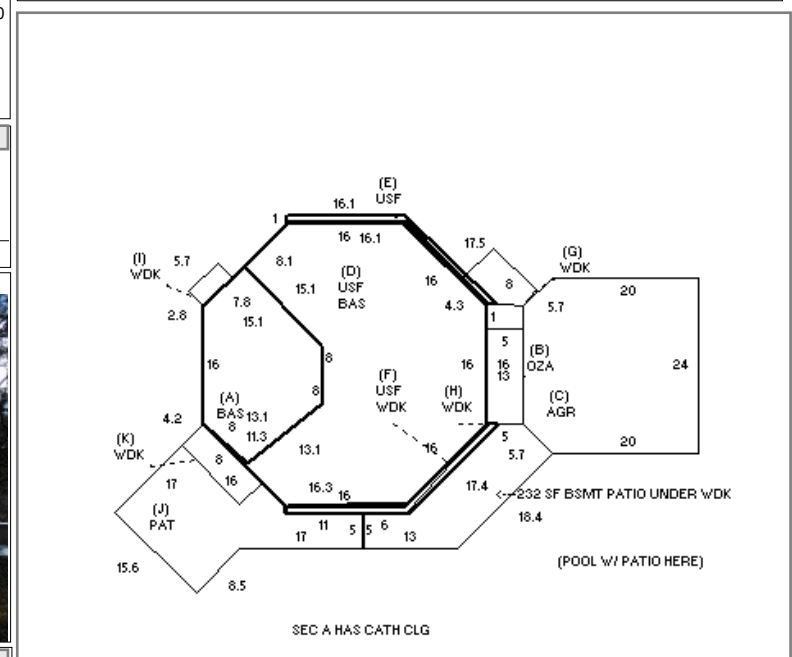 (E)
USF
16.1
1
16 16.1
17.5
(I)
WDK
5.7
8.1
(D)
USF
BAS
(G)
WDK
15.1
16
8
20
2.8
7.8
15.1
4.3
1
5.7
5
16
8
16
16
13
(B)
OZA
24
(A)
BAS
8
(F)
USF
WDK
(H)
WDK
(C)
AGR
4.2
13.1
8
11.3
(K)
WDK
8
13.1
16
5
5.7
20
17
16
16.3
16
17.4
232 SF BSMT PATIO UNDER WDK
(J)
PAT
11
5
5
6
18.4
17
13
15.6
8.5
(POOL W/ PATIO HERE)
SEC A HAS CATH CLG